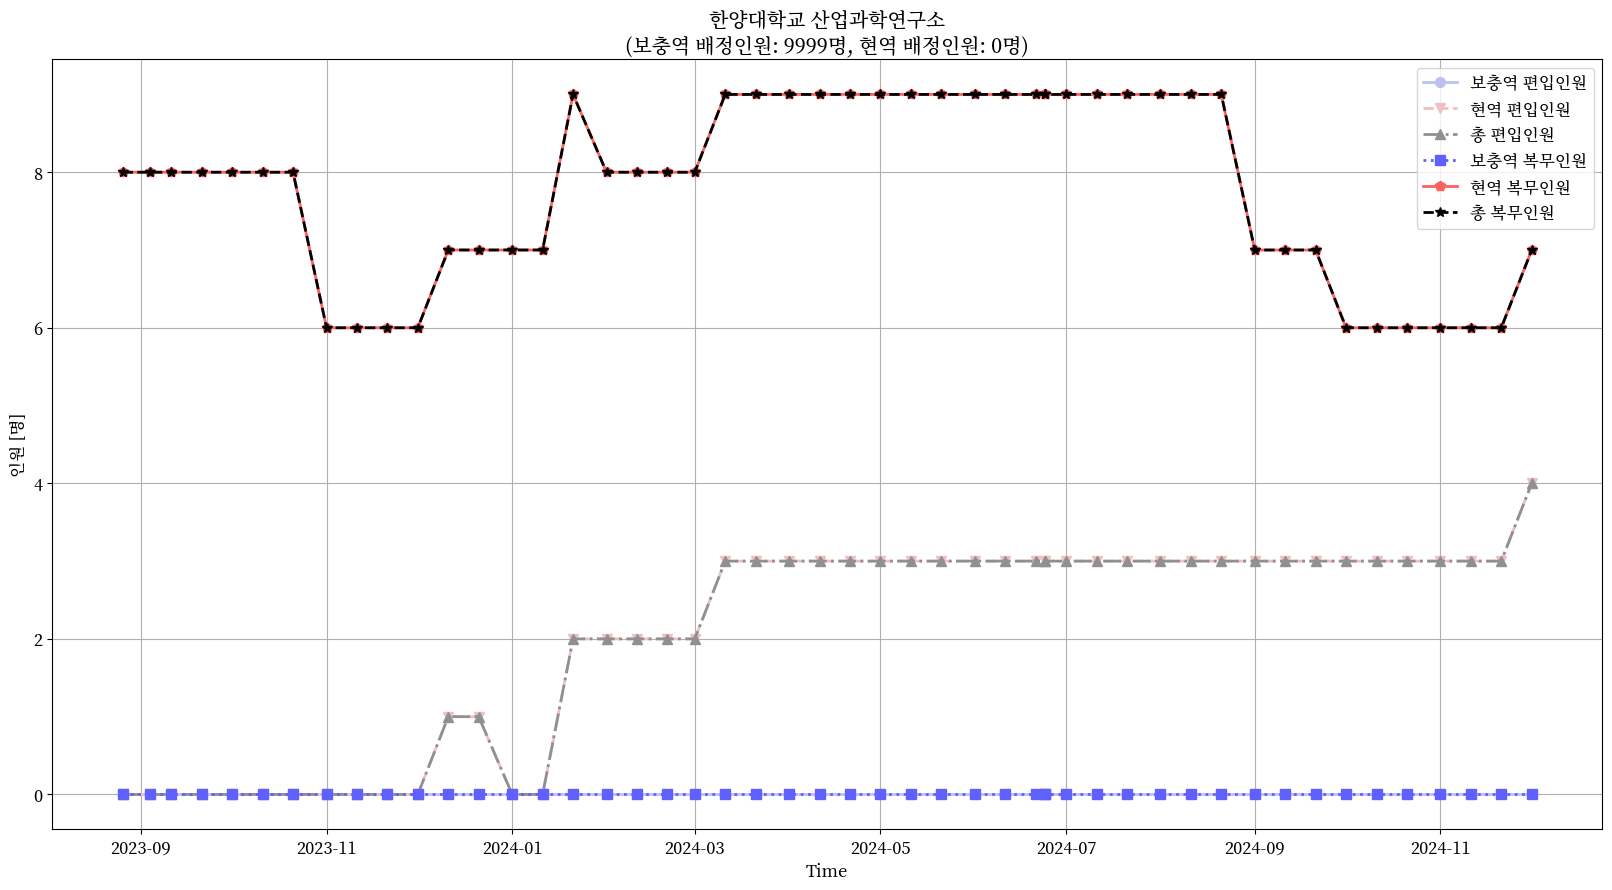 한양대학교 산업과학연구소
(보충역 배정인원: 9999명, 현역 배정인원: 0명)
보충역 편입인원
현역 편입인원
총 편입인원
보충역 복무인원
현역 복무인원
총 복무인원
인원 [명]
8
6
4
2
0
2023-09
2023-11
2024-01
2024-03
2024-05
2024-07
2024-09
2024-11
Time